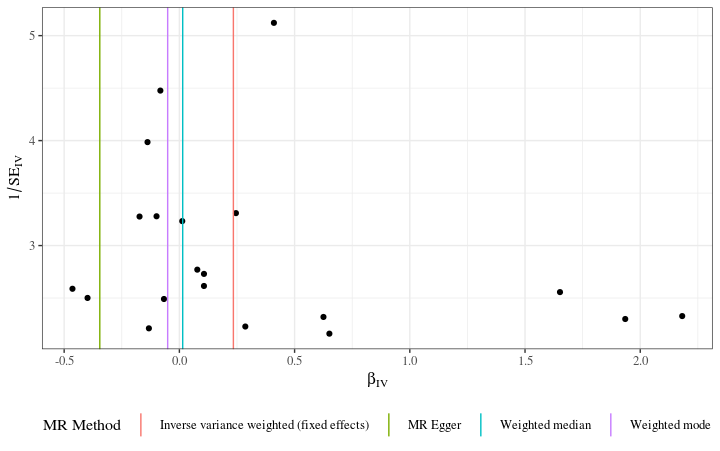 5
4
3
1/SE_IV
-0.5 0.0 0.5 1.0 1.5 2.0
β_IV
MR Method Inverse variance weighted (fixed effects) MR Egger Weighted median Weighted mode